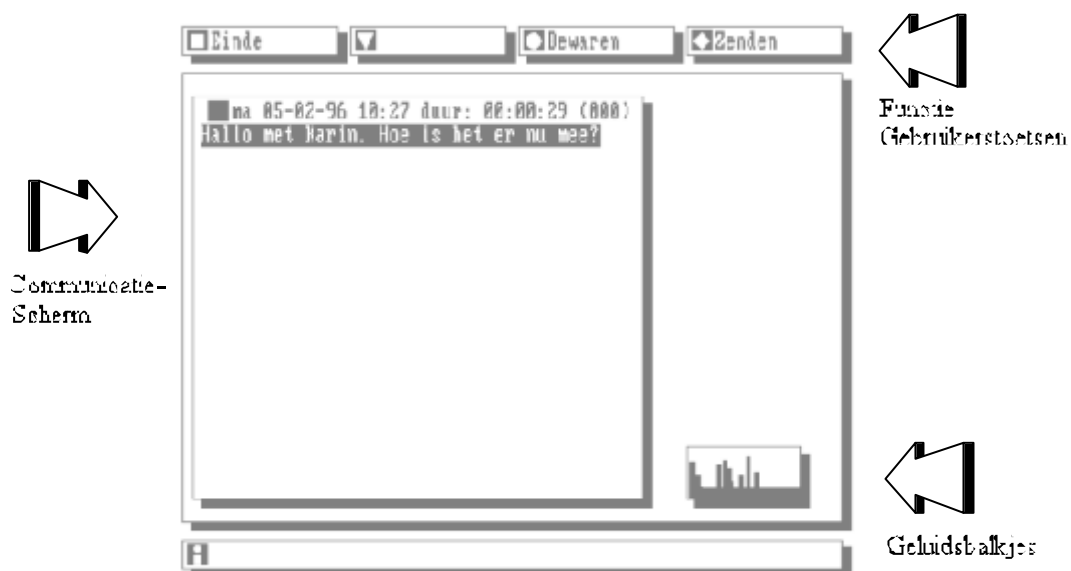 Einde Bewaren Zenden
ma 05-02-96 10:27 duur: 00:00:29 (000)
Hallo met Karin. Hoe is het er nu mee?
Functie
Gebruikerstoetsen
Communicatie-
Scherm
Geluidsbalkjes